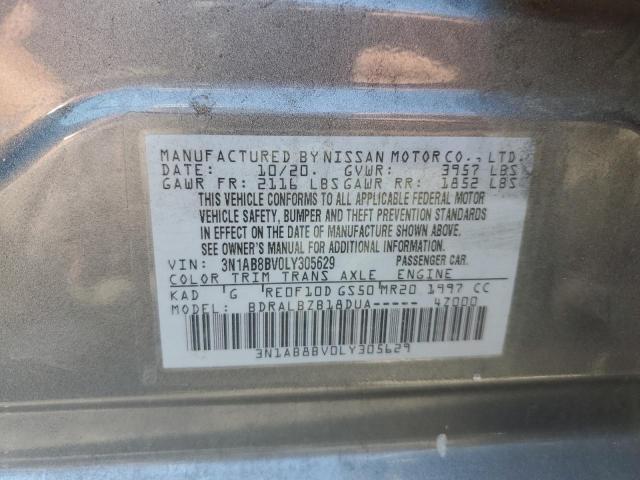 MANUFACTURED BY NISSAN MOTOR CO., LTD.
DATE: 10/20. GVWR: 3957 LBS
GAWR FR: 2116 LBS GAWR RR: 1852 LBS
THIS VEHICLE CONFORMS TO ALL APPLICABLE FEDERAL MOTOR
VEHICLE SAFETY, BUMPER AND THEFT PREVENTION STANDARDS
IN EFFECT ON THE DATE OF MANUFACTURE SHOWN ABOVE.
SEE OWNER'S MANUAL FOR ADDITIONAL INFORMATION.
VIN: 3N1AB8BV0LY305629 PASSENGER CAR.
COLOR TRIM TRANS AXLE ENGINE
KAD G RE0F10D GS50 MR20 1997 CC
MODEL: BDRALBZB18DUA----- 47000
3N1AB8BV0LY305629